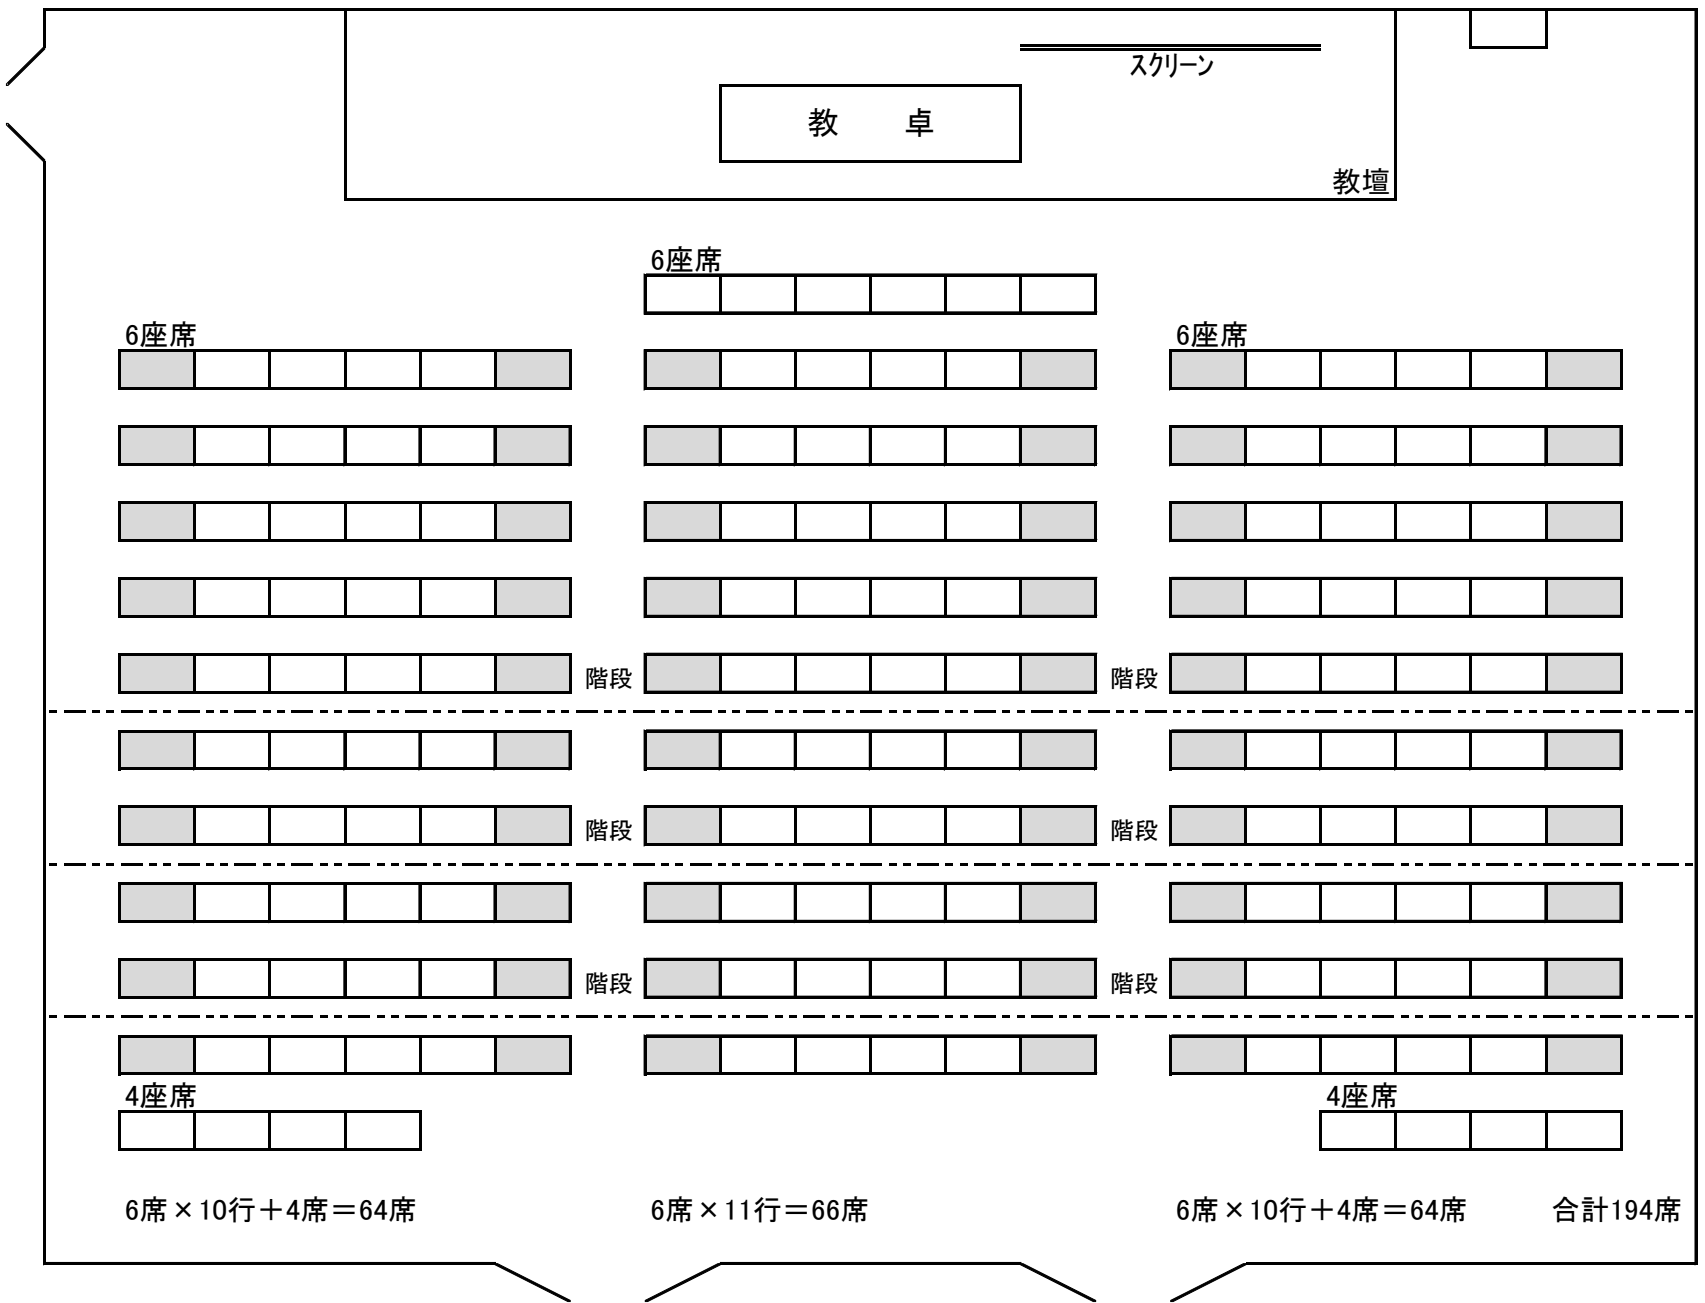 スクリーン
教　　卓
教壇
6座席
6座席
6座席
階段
階段
階段
階段
階段
階段
4座席
4座席
6席×10行＋4席＝64席
6席×11行＝66席
6席×10行＋4席＝64席
合計194席